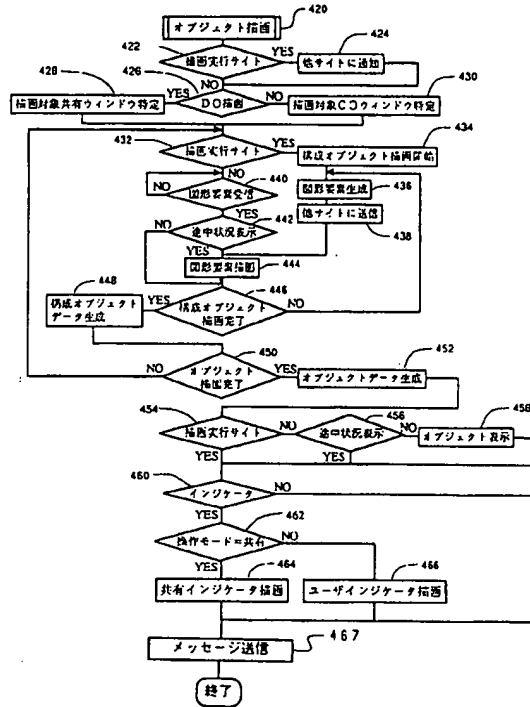 オブジェクト描画
420
422
描画実行サイト
YES
424
他サイトに通知
NO
428
426
430
描画対象共有ウィンドウ特定
YES
DO描画
NO
描画対象COウィンドウ特定
432
描画実行サイト
YES
434
構成オブジェクト描画開始
NO
440
436
NO
図形要素受信
図形要素生成
YES
442
438
NO
途中状況表示
他サイトに送信
YES
444
図形要素描画
448
446
構成オブジェクト
データ生成
YES
構成オブジェクト
描画完了
NO
450
452
NO
オブジェクト
描画完了
YES
オブジェクトデータ生成
454
456
458
描画実行サイト
NO
途中状況表示
NO
オブジェクト表示
YES
YES
460
インジケータ
NO
YES
462
操作モード=共有
NO
YES
464
466
共有インジケータ描画
ユーザインジケータ描画
メッセージ送信
467
終了